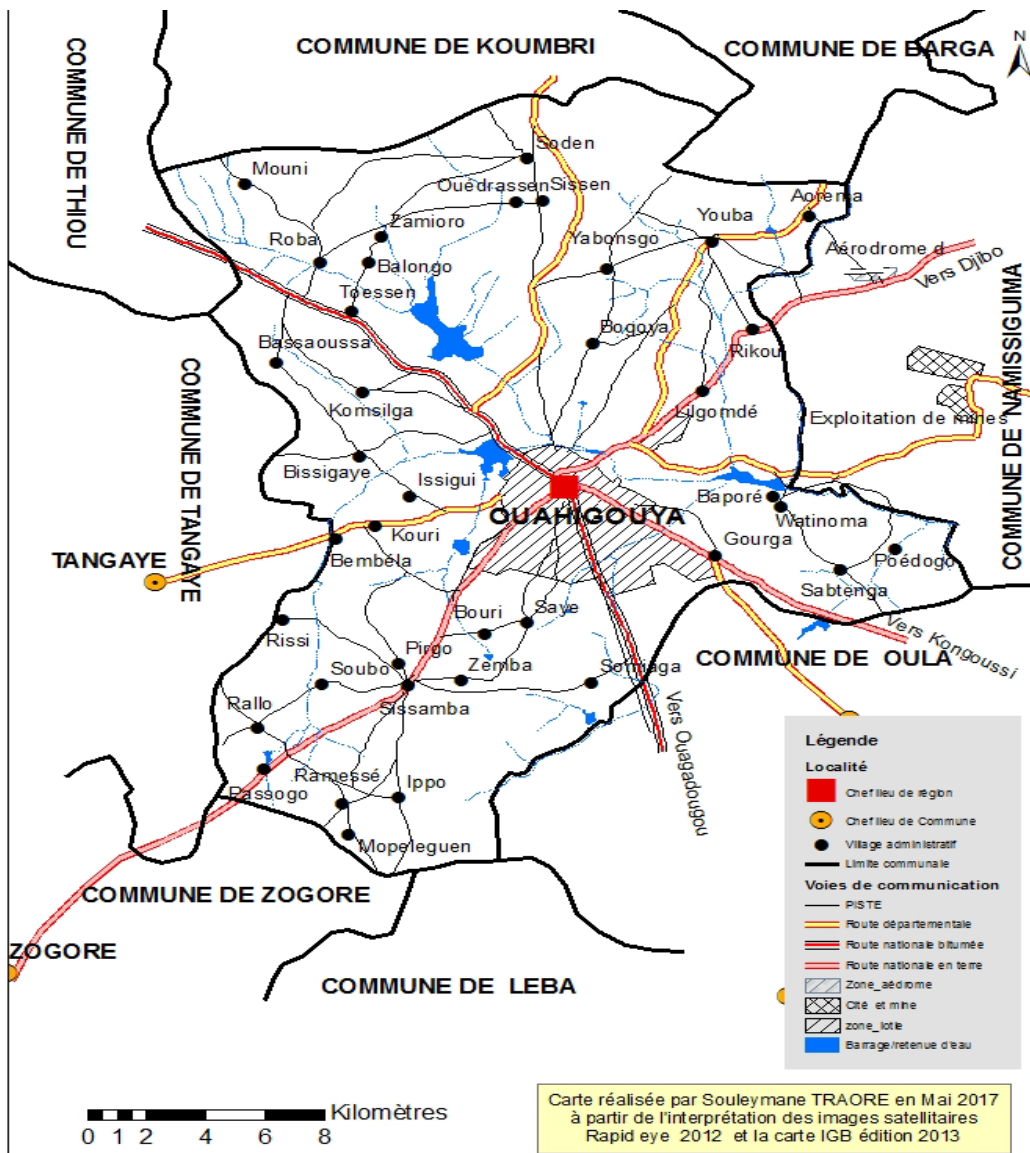 COMMUNE DE KOUMBRI
COMMUNE DE BARGA
N
COMMUNE DE THIOU
Soden
Mouni
Ouedrassen
Sissen
Aorema
Zamioro
Youba
Roba
Yabonsgo
Aérodrome d
Balongo
Vers Djibo
Toessen
Bogoya
Rikou
Bassaoussa
COMMUNE DE NAMISSIGUIMA
COMMUNE DE TANGAYE
Komsilga
Lilgomdé
Exploitation de mines
Bissigaye
Issigui
Baporé
OUAHIGOUYA
Watinoma
Kouri
Gourga
TANGAYE
Bembéla
Poédogo
Sabtenga
Bouri
Saye
Rissi
Vers Kongoussi
Pirgo
Soubo
Zemba
Somiaga
COMMUNE DE OULA
Rallo
Sissamba
Vers Ouagadougou
Passogo
Ramessé
Ippo
Mopeleguen
COMMUNE DE ZOGORE
ZOGORE
COMMUNE DE LEBA
Légende
Localité
Chef lieu de région
Chef lieu de Commune
Village administratif
Limite communale
Voies de communication
PISTE
Route départementale
Route nationale bitumée
Route nationale en terre
Zone_aédrome
Cité et mine
zone_lotie
Barrage/retenue d'eau
Kilomètres
0 1 2 4 6 8
Carte réalisée par Souleymane TRAORE en Mai 2017
à partir de l'interprétation des images satellitaires
Rapid eye 2012 et la carte IGB édition 2013